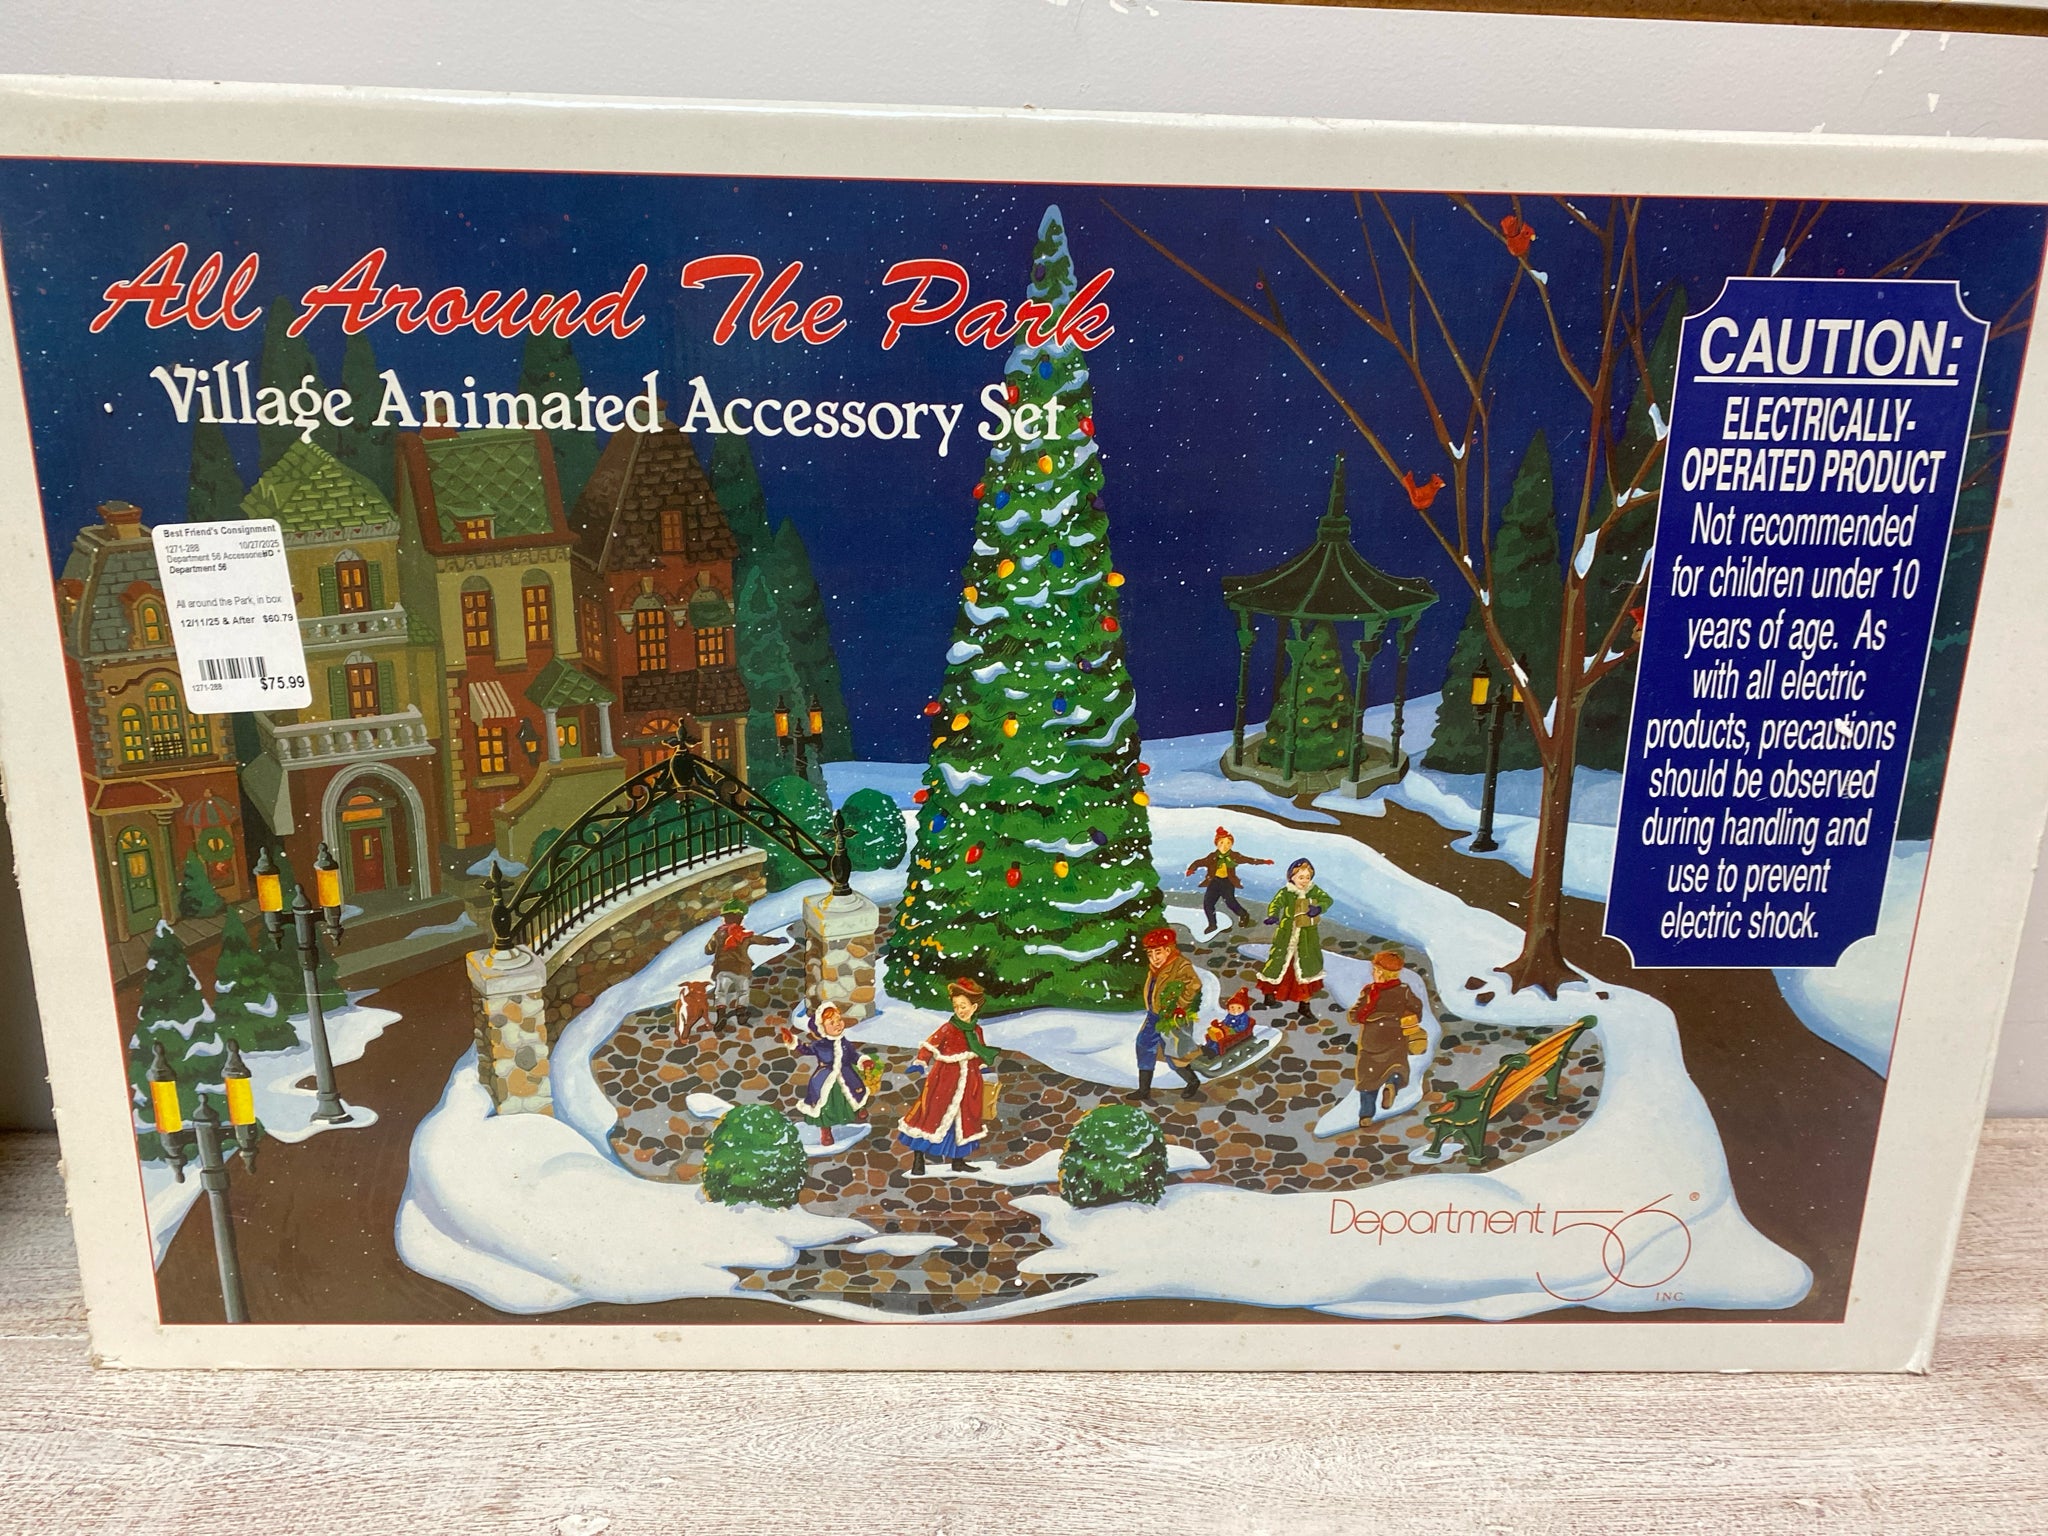 All Around The Park
Village Animated Accessory Set
CAUTION:
ELECTRICALLY-
OPERATED PRODUCT
Not recommended
for children under 10
years of age. As
with all electric
products, precautions
should be observed
during handling and
use to prevent
electric shock.
Best Friend's Consignment
1271-288 10/27/2025
Department 56
Department 56
All around the Park, in box
12/11/25 & After $60.79
1271-288 $75.99
Department 56 ®
INC.